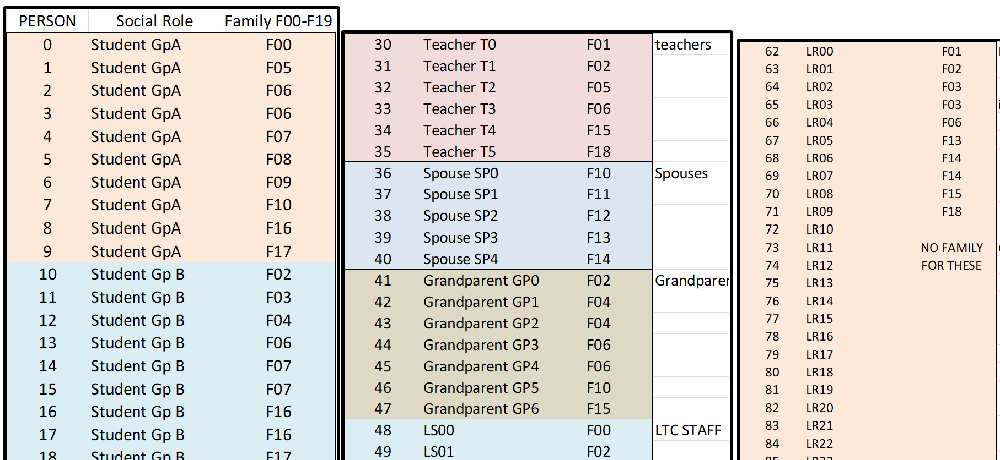 PERSON Social Role Family F00-F19
0 Student GpA F00
1 Student GpA F05
2 Student GpA F06
3 Student GpA F06
4 Student GpA F07
5 Student GpA F08
6 Student GpA F09
7 Student GpA F10
8 Student GpA F16
9 Student GpA F17
10 Student Gp B F02
11 Student Gp B F03
12 Student Gp B F04
13 Student Gp B F06
14 Student Gp B F07
15 Student Gp B F07
16 Student Gp B F16
17 Student Gp B F16
18 Student Gp B F17
30 Teacher T0 F01 teachers
31 Teacher T1 F02
32 Teacher T2 F05
33 Teacher T3 F06
34 Teacher T4 F15
35 Teacher T5 F18
36 Spouse SP0 F10 Spouses
37 Spouse SP1 F11
38 Spouse SP2 F12
39 Spouse SP3 F13
40 Spouse SP4 F14
41 Grandparent GP0 F02 Grandparer
42 Grandparent GP1 F04
43 Grandparent GP2 F04
44 Grandparent GP3 F06
45 Grandparent GP4 F06
46 Grandparent GP5 F10
47 Grandparent GP6 F15
48 LS00 F00 LTC STAFF
49 LS01 F02
62 LR00 F01
63 LR01 F02
64 LR02 F03
65 LR03 F03
66 LR04 F06
67 LR05 F13
68 LR06 F14
69 LR07 F14
70 LR08 F15
71 LR09 F18
72 LR10
73 LR11 NO FAMILY
74 LR12 FOR THESE
75 LR13
76 LR14
77 LR15
78 LR16
79 LR17
80 LR18
81 LR19
82 LR20
83 LR21
84 LR22
85 LR23